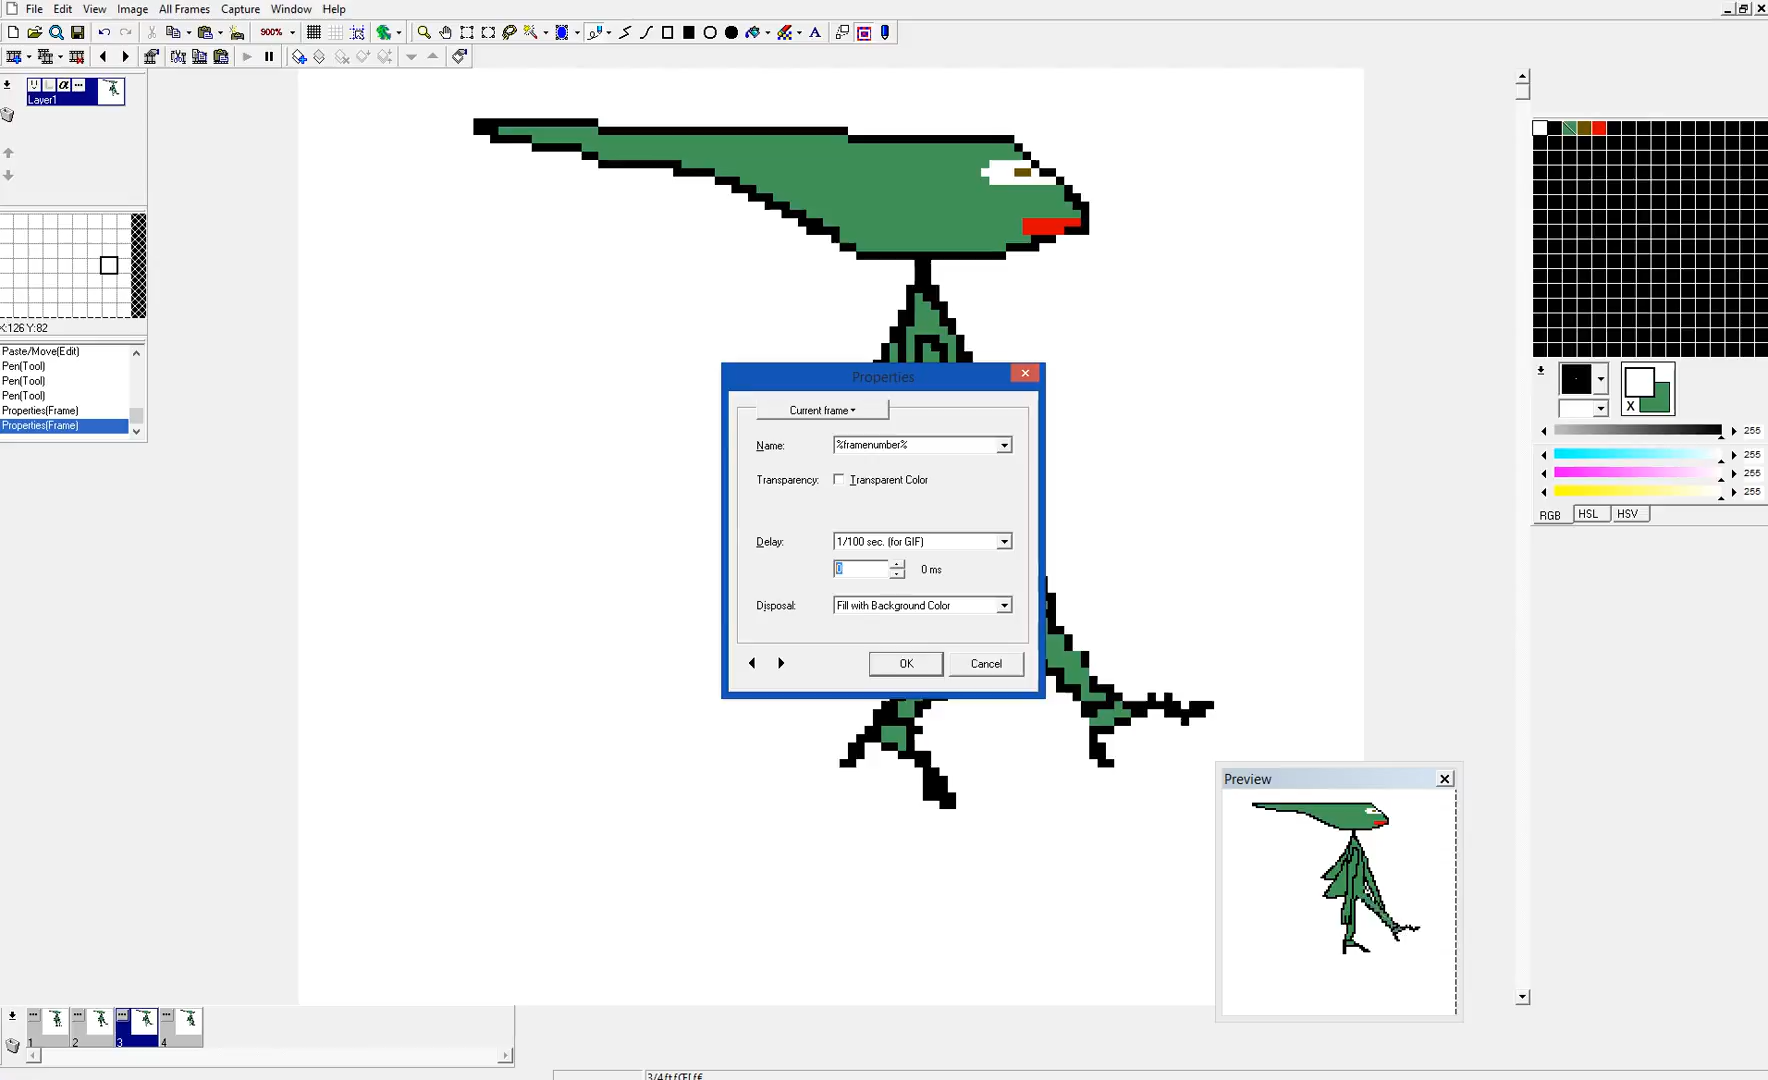 File Edit View Image All Frames Capture Window Help
900%
A
α
Layer1
X:126 Y:82
Paste/Move(Edit)
Pen(Tool)
Pen(Tool)
Pen(Tool)
Properties(Frame)
Properties(Frame)
Properties
Current frame
Name: %framenumber%
Transparency: Transparent Color
Delay: 1/100 sec. (for GIF)
0 0 ms
Disposal: Fill with Background Color
OK Cancel
X
255
255
255
255
RGB HSL HSV
Preview
1 2 3 4